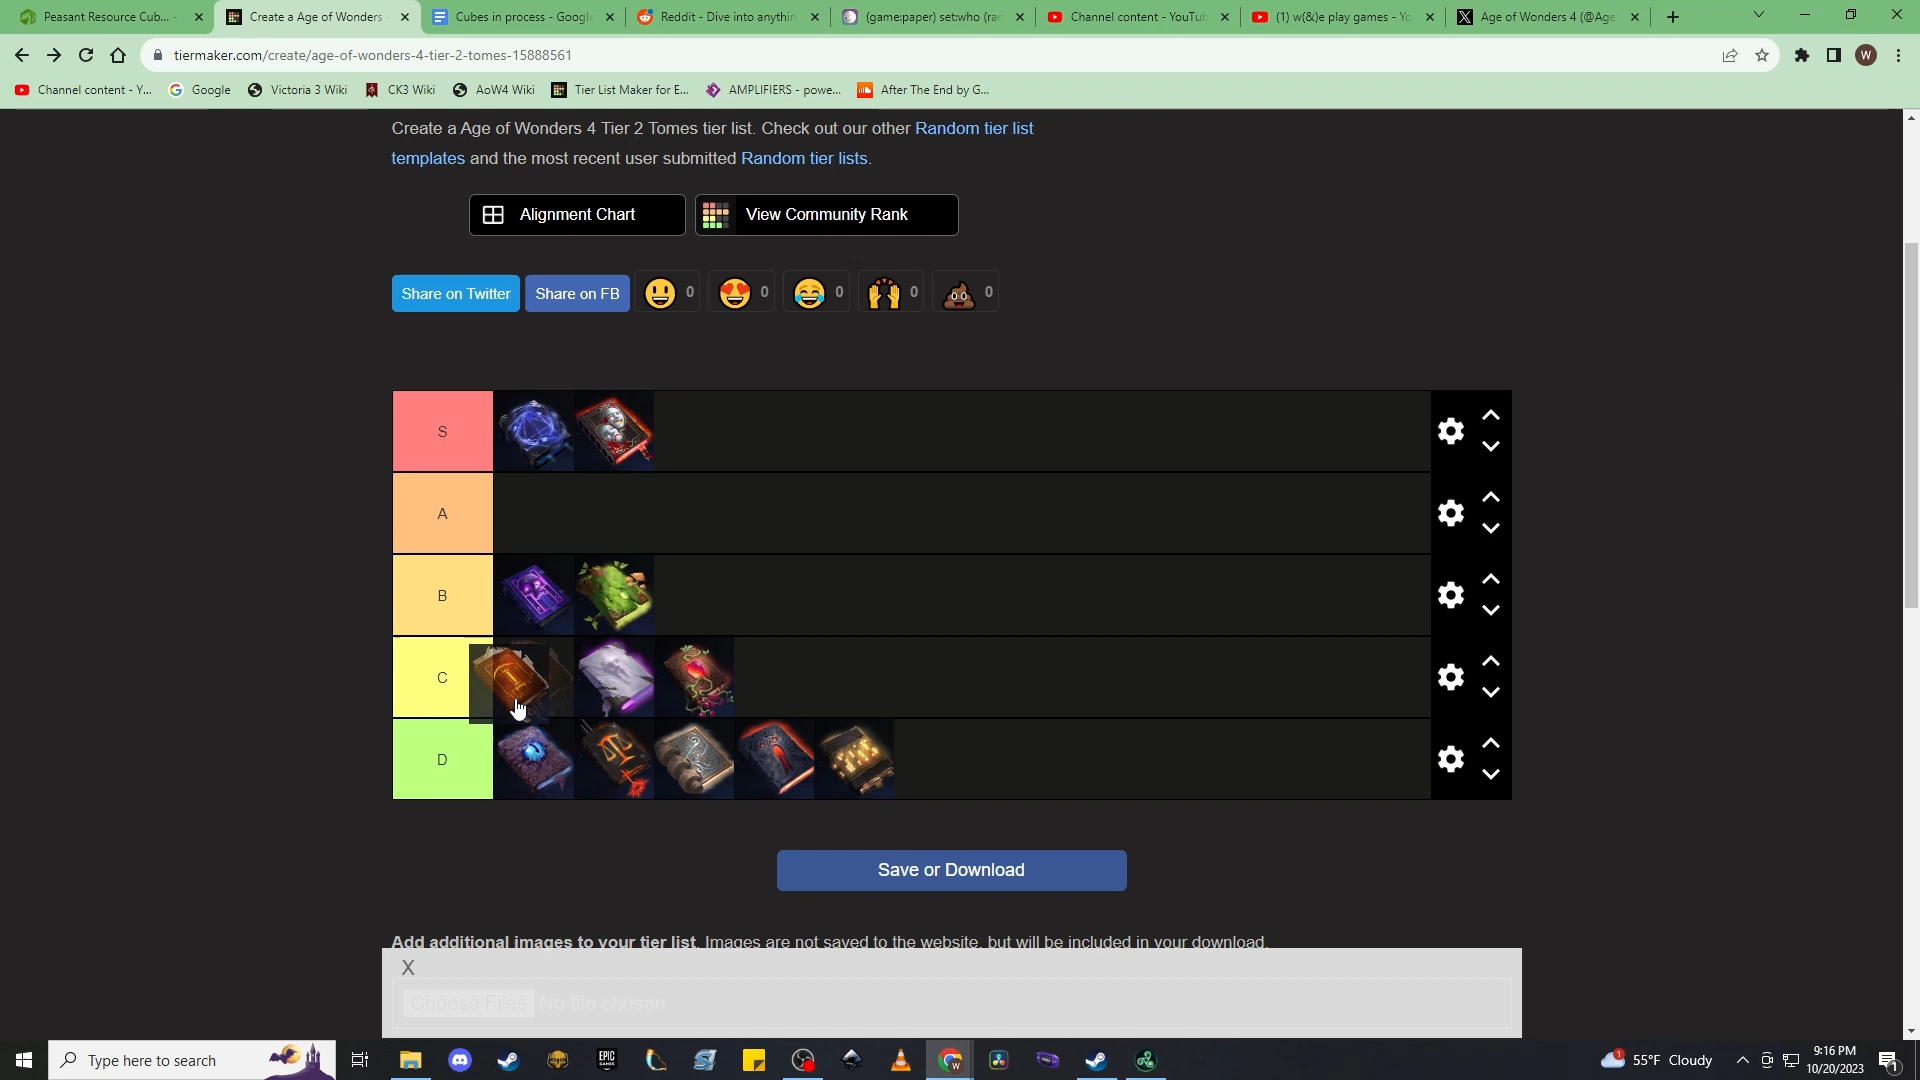 Peasant Resource Cub...
Create a Age of Wonders
Cubes in process - Google
Reddit - Dive into anythin
(game:paper) set:who (rar
Channel content - YouTub
(1) w(&)e play games - Yo
Age of Wonders 4 (@Age
tiermaker.com/create/age-of-wonders-4-tier-2-tomes-15888561
W
Channel content - Y...
Google
Victoria 3 Wiki
CK3 Wiki
AoW4 Wiki
Tier List Maker for E...
AMPLIFIERS - powe...
After The End by G...
Create a Age of Wonders 4 Tier 2 Tomes tier list. Check out our other Random tier list
templates and the most recent user submitted Random tier lists.
Alignment Chart
View Community Rank
Share on Twitter
Share on FB
0
0
0
0
0
S
A
B
C
D
Save or Download
Add additional images to your tier list. Images are not saved to the website, but will be included in your download.
X
Choose Files No file chosen
Type here to search
EPIC GAMES
1
55°F Cloudy
9:16 PM
10/20/2023
1